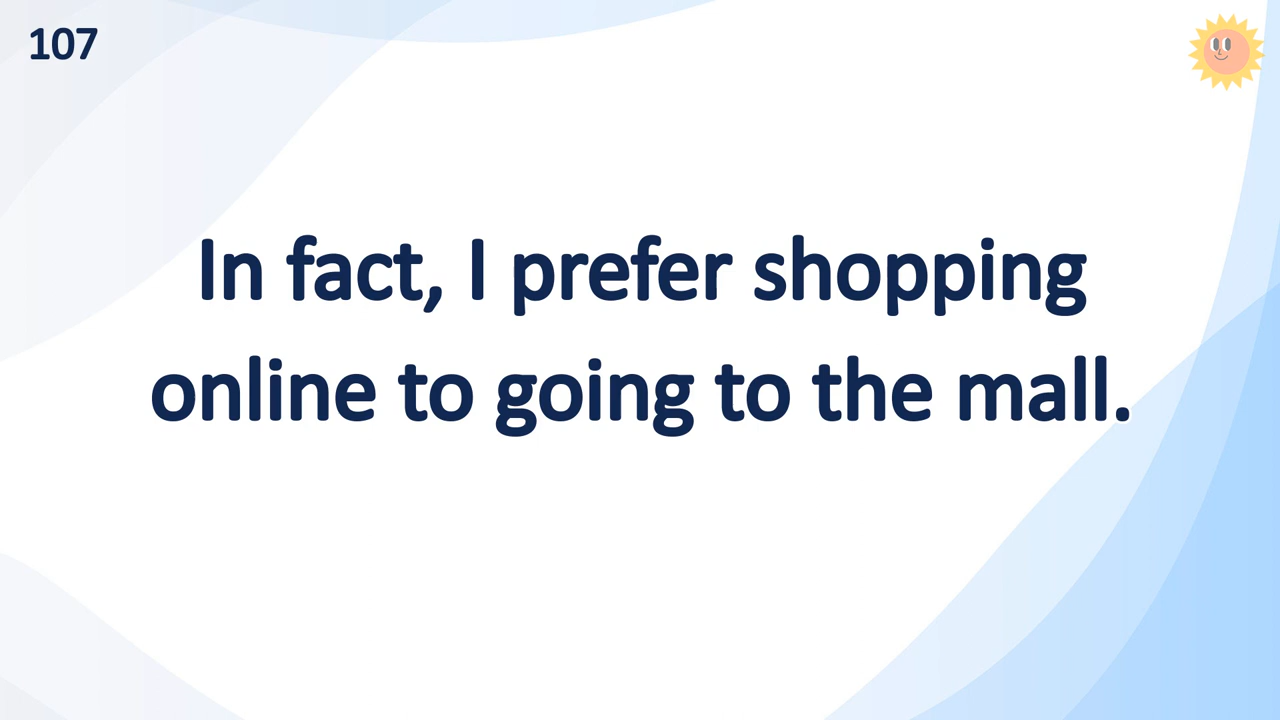 107
In fact, I prefer shopping
online to going to the mall.